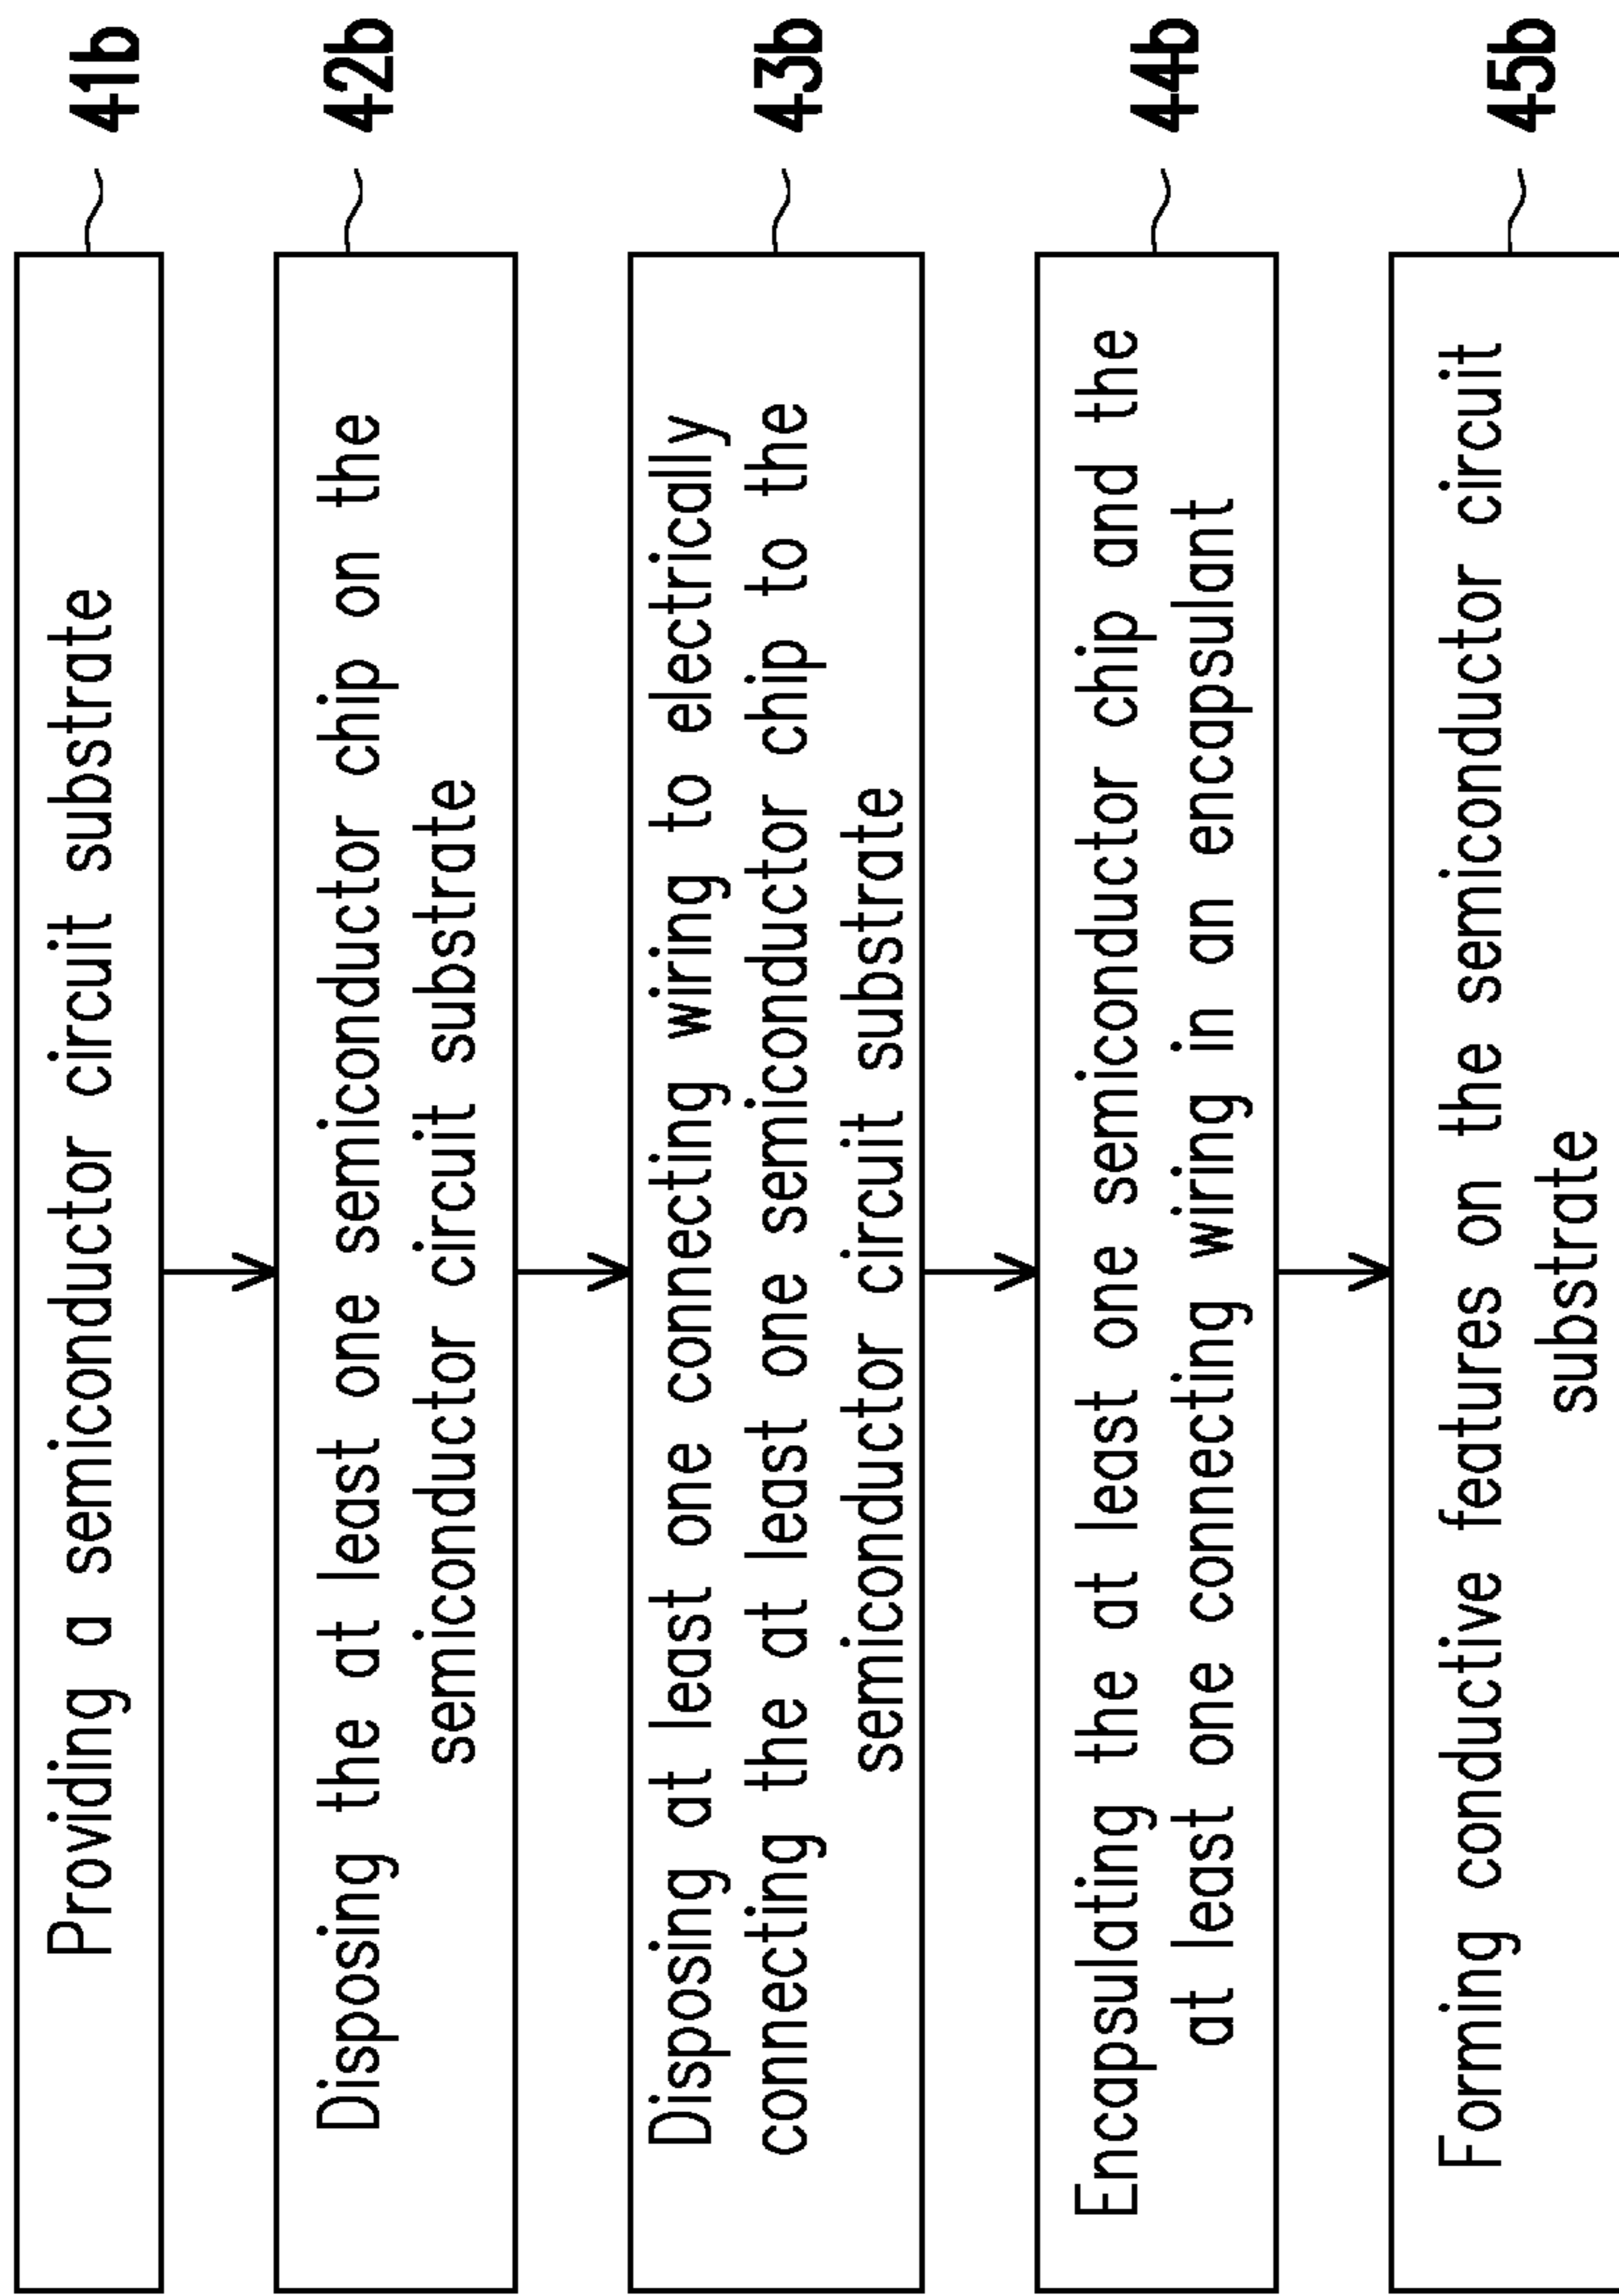 Providing a semiconductor circuit substrate
41b
Disposing the at least one semiconductor chip on the
semiconductor circuit substrate
42b
Disposing at least one connecting wiring to electrically
connecting the at least one semiconductor chip to the
semiconductor circuit substrate
43b
Encapsulating the at least one semiconductor chip and the
at least one connecting wiring in an encapsulant
44b
Forming conductive features on the semiconductor circuit
substrate
45b